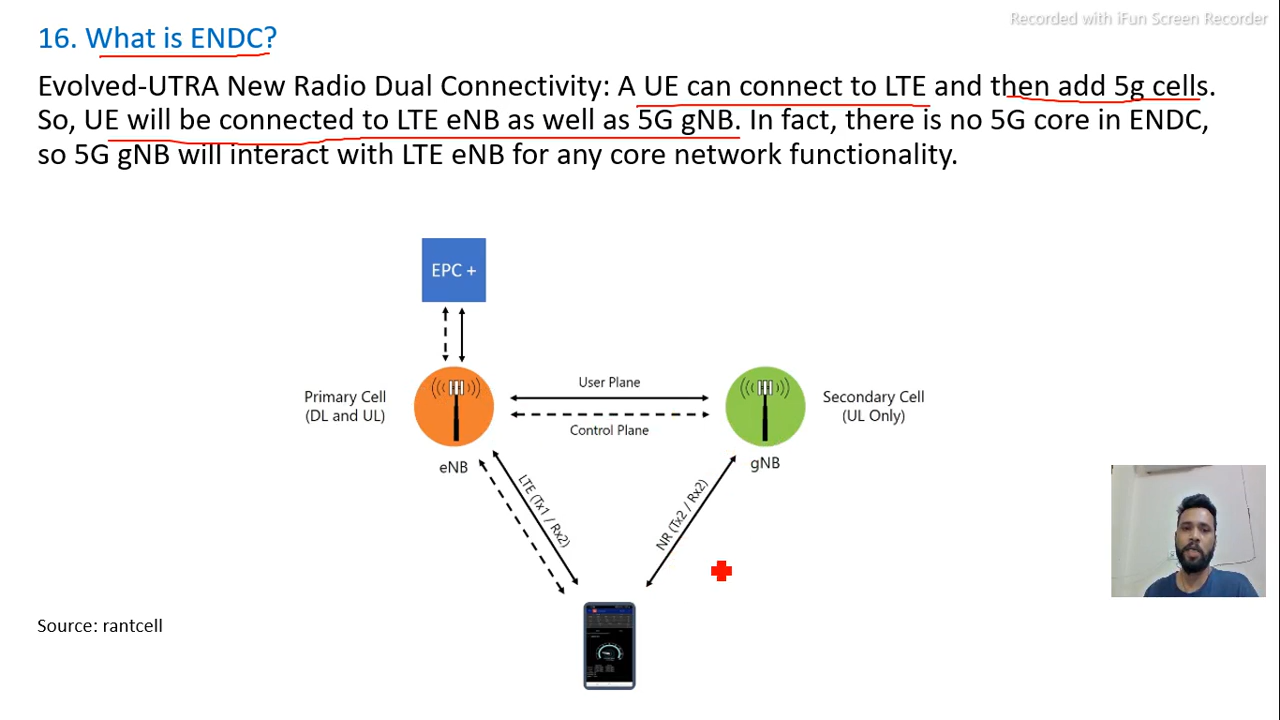 Recorded with iFun Screen Recorder
16. What is ENDC?
Evolved-UTRA New Radio Dual Connectivity: A UE can connect to LTE and then add 5g cells.
So, UE will be connected to LTE eNB as well as 5G gNB. In fact, there is no 5G core in ENDC,
so 5G gNB will interact with LTE eNB for any core network functionality.
EPC +
Primary Cell
(DL and UL)
User Plane
Control Plane
Secondary Cell
(UL Only)
eNB
gNB
LTE (Tx1 / Rx2)
NR (Tx2 / Rx2)
Source: rantcell